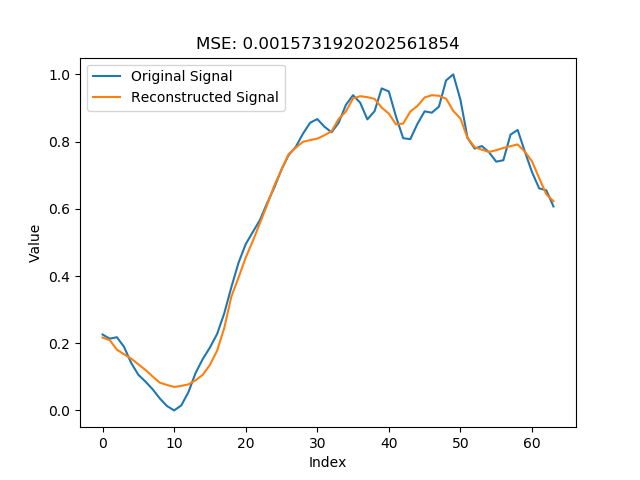 MSE: 0.0015731920202561854
Original Signal
Reconstructed Signal
1.0
0.8
0.6
0.4
0.2
0.0
Value
0 10 20 30 40 50 60
Index